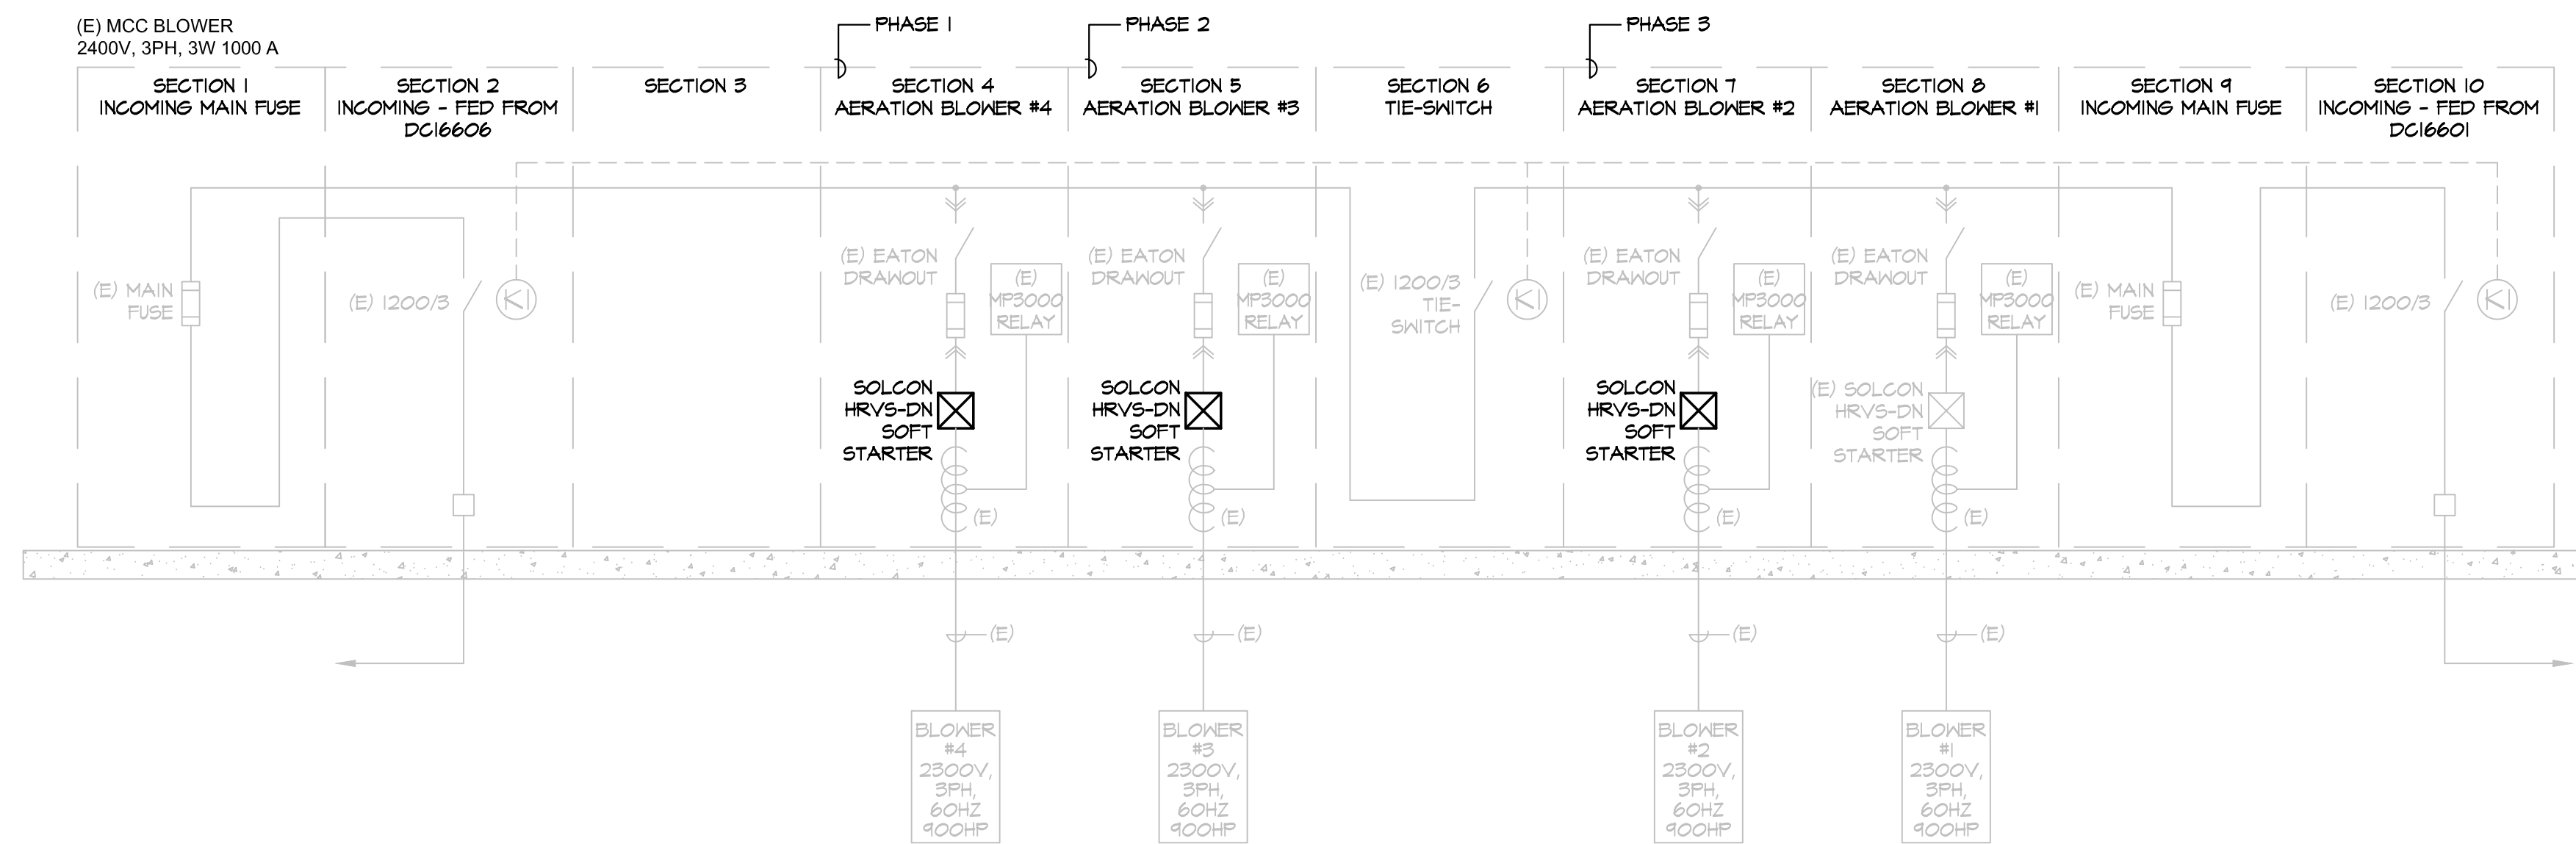 (E) MCC BLOWER
2400V, 3PH, 3W 1000 A
PHASE 1
PHASE 2
PHASE 3
SECTION 1
INCOMING MAIN FUSE
SECTION 2
INCOMING - FED FROM
DC16606
SECTION 3
SECTION 4
AERATION BLOWER #4
SECTION 5
AERATION BLOWER #3
SECTION 6
TIE-SWITCH
SECTION 7
AERATION BLOWER #2
SECTION 8
AERATION BLOWER #1
SECTION 9
INCOMING MAIN FUSE
SECTION 10
INCOMING - FED FROM
DC16601
(E) MAIN
FUSE
(E) 1200/3
K
(E) EATON
DRAWOUT
(E)
MP3000
RELAY
SOLCON
HRVS-DN
SOFT
STARTER
(E)
(E) EATON
DRAWOUT
(E)
MP3000
RELAY
SOLCON
HRVS-DN
SOFT
STARTER
(E)
(E) 1200/3
TIE-
SWITCH
K
(E) EATON
DRAWOUT
(E)
MP3000
RELAY
SOLCON
HRVS-DN
SOFT
STARTER
(E)
(E) EATON
DRAWOUT
(E)
MP3000
RELAY
(E) SOLCON
HRVS-DN
SOFT
STARTER
(E)
(E) MAIN
FUSE
(E) 1200/3
K
(E)
(E)
(E)
(E)
BLOWER
#4
2300V,
3PH,
60HZ
900HP
BLOWER
#3
2300V,
3PH,
60HZ
900HP
BLOWER
#2
2300V,
3PH,
60HZ
900HP
BLOWER
#1
2300V,
3PH,
60HZ
900HP